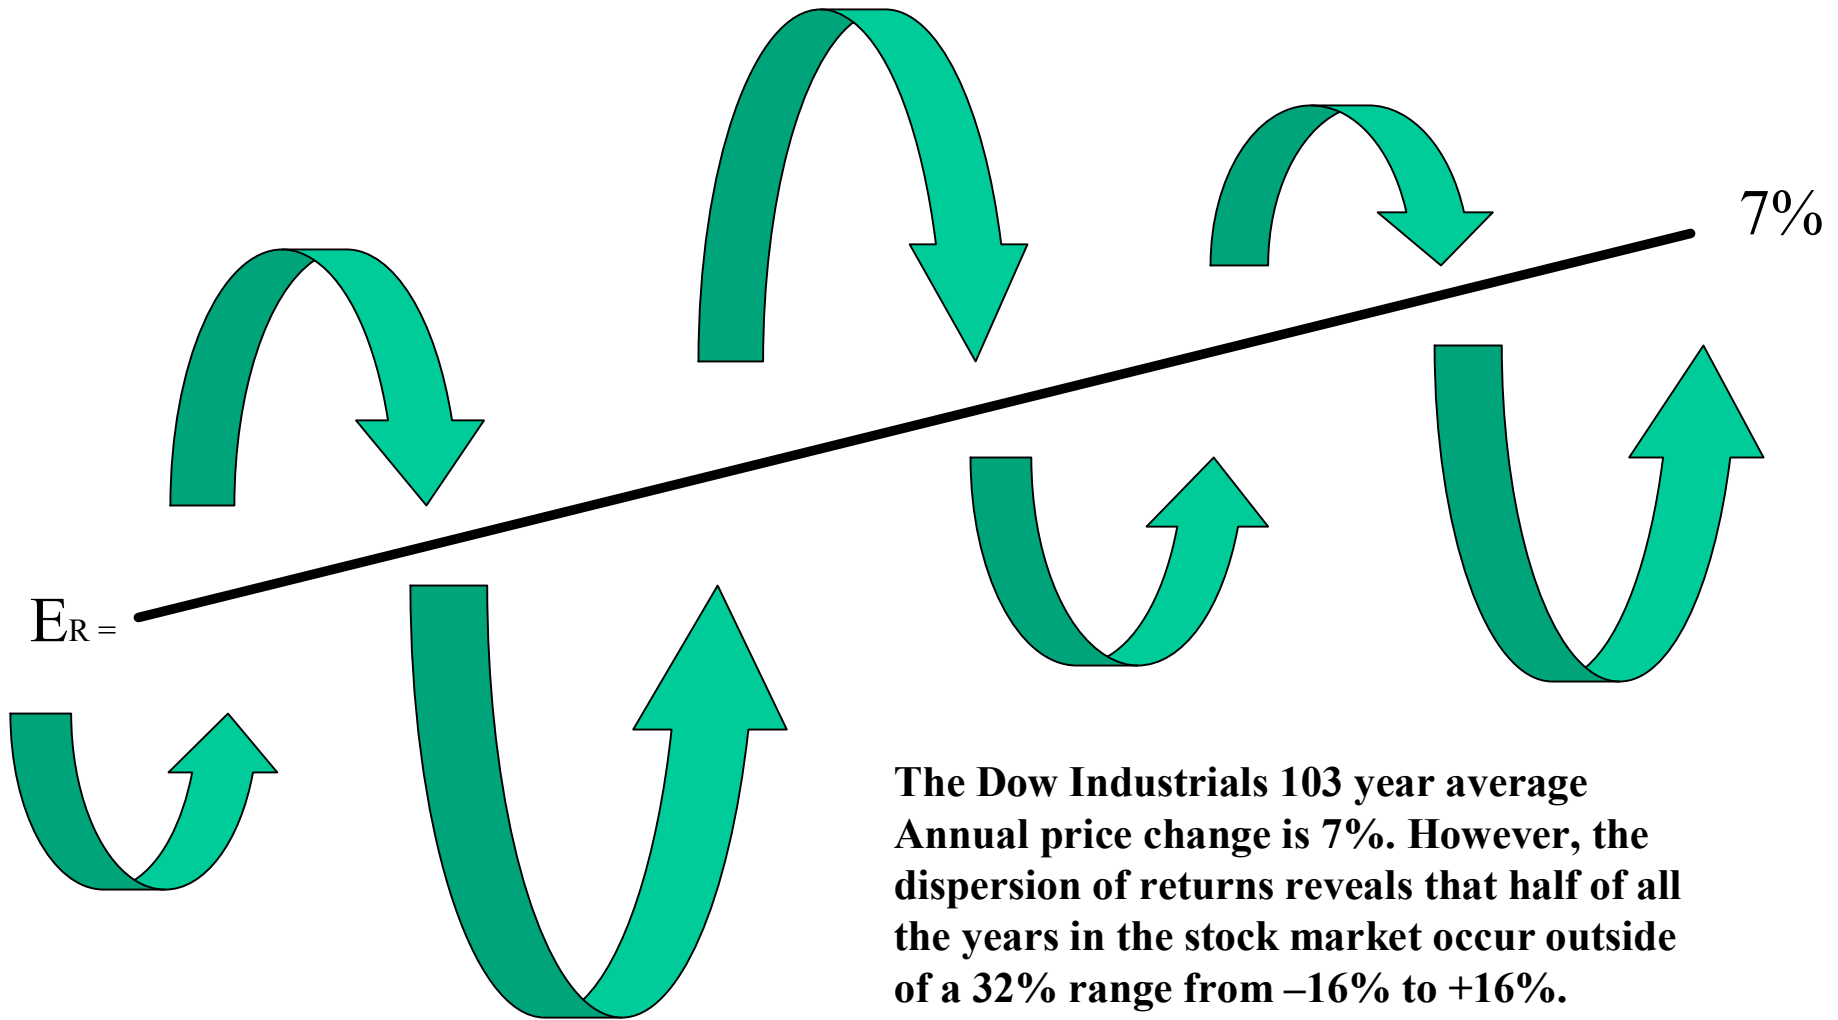 7%
ER =
The Dow Industrials 103 year average
Annual price change is 7%. However, the
dispersion of returns reveals that half of all
the years in the stock market occur outside
of a 32% range from –16% to +16%.